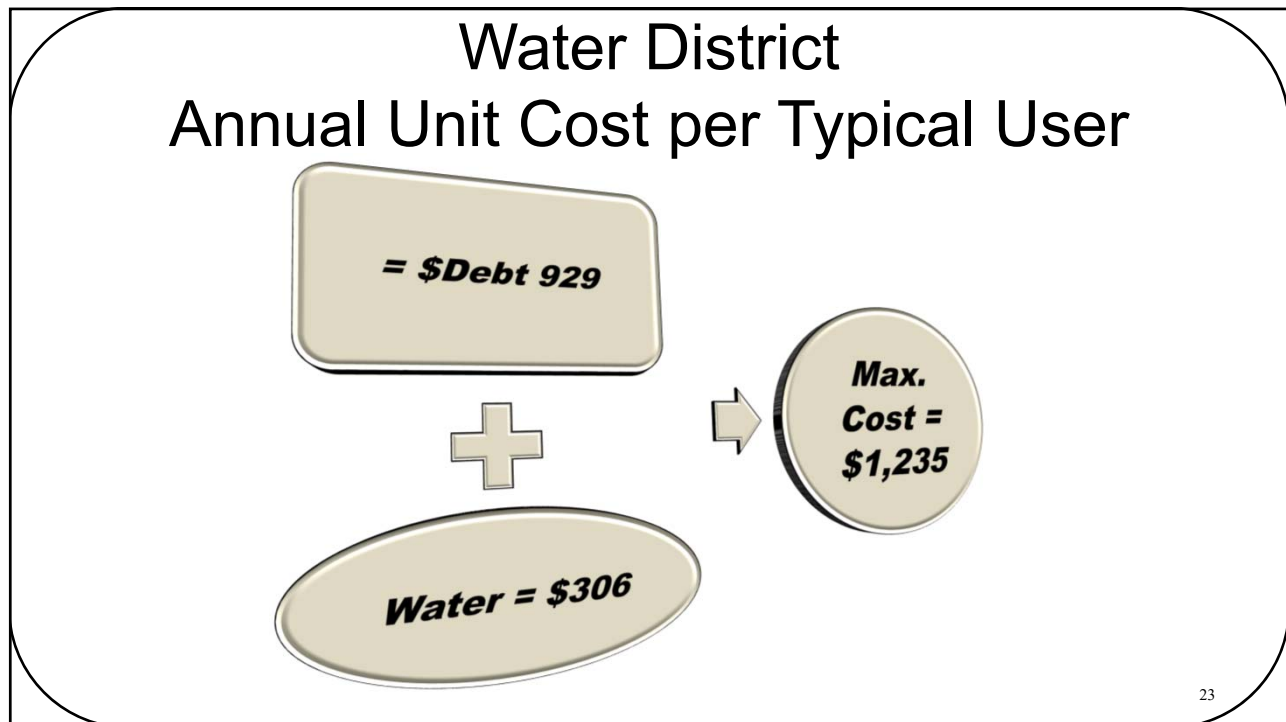 Water District
Annual Unit Cost per Typical User
= $Debt 929
Water = $306
Max.
Cost =
$1,235
23